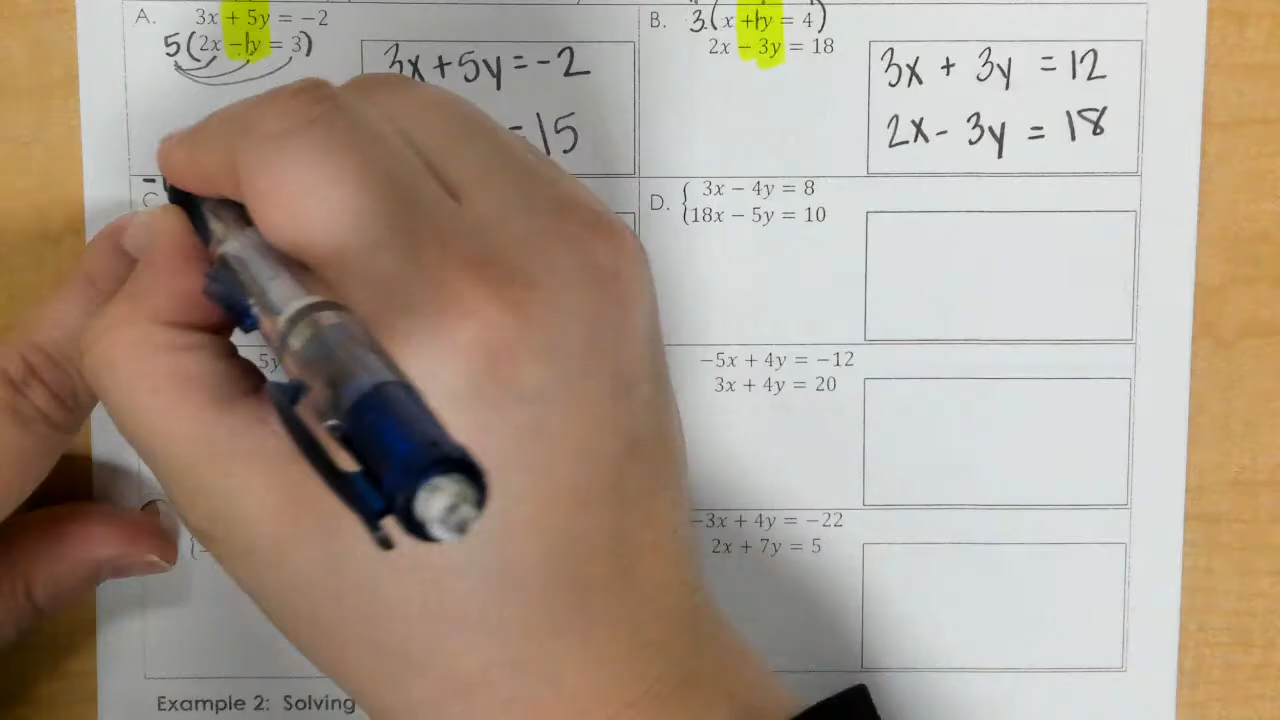 A. 3x + 5y = −2
5(2x − 1y = 3)
3x + 5y = -2
= 15
B. 3(x + 1y = 4)
2x − 3y = 18
3x + 3y = 12
2x - 3y = 18
C
D. { 3x − 4y = 8
18x − 5y = 10
5y
−5x + 4y = −12
3x + 4y = 20
−3x + 4y = −22
2x + 7y = 5
Example 2: Solving